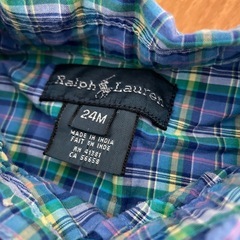 Ralph Lauren
24M
MADE IN INDIA
FAIT EN INDE
RN 41381
CA 56658